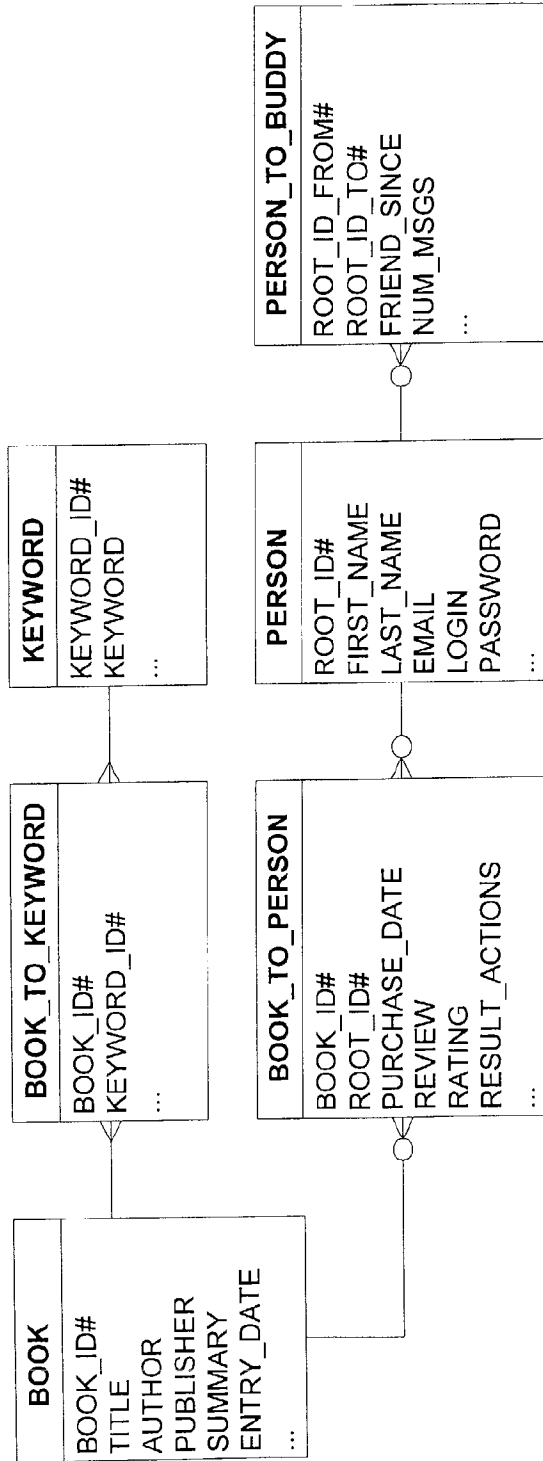 BOOK
BOOK_ID#
TITLE
AUTHOR
PUBLISHER
SUMMARY
ENTRY_DATE
...
BOOK_TO_KEYWORD
BOOK_ID#
KEYWORD_ID#
...
KEYWORD
KEYWORD_ID#
KEYWORD
...
BOOK_TO_PERSON
BOOK_ID#
ROOT_ID#
PURCHASE_DATE
REVIEW
RATING
RESULT_ACTIONS
...
PERSON
ROOT_ID#
FIRST_NAME
LAST_NAME
EMAIL
LOGIN
PASSWORD
...
PERSON_TO_BUDDY
ROOT_ID_FROM#
ROOT_ID_TO#
FRIEND_SINCE
NUM_MSGS
...